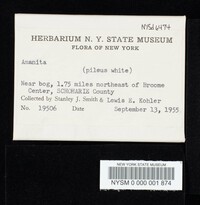 NYSd6474
HERBARIUM N. Y. STATE MUSEUM
FLORA OF NEW YORK
Amanita
(pileus white)
Near bog, 1.75 miles northeast of Broome
Center, SCHOHARIE County
Collected by Stanley J. Smith & Lewis E. Kohler
No. 19506 Date September 13, 1955
NEW YORK STATE MUSEUM
NYSM 0 000 001 874